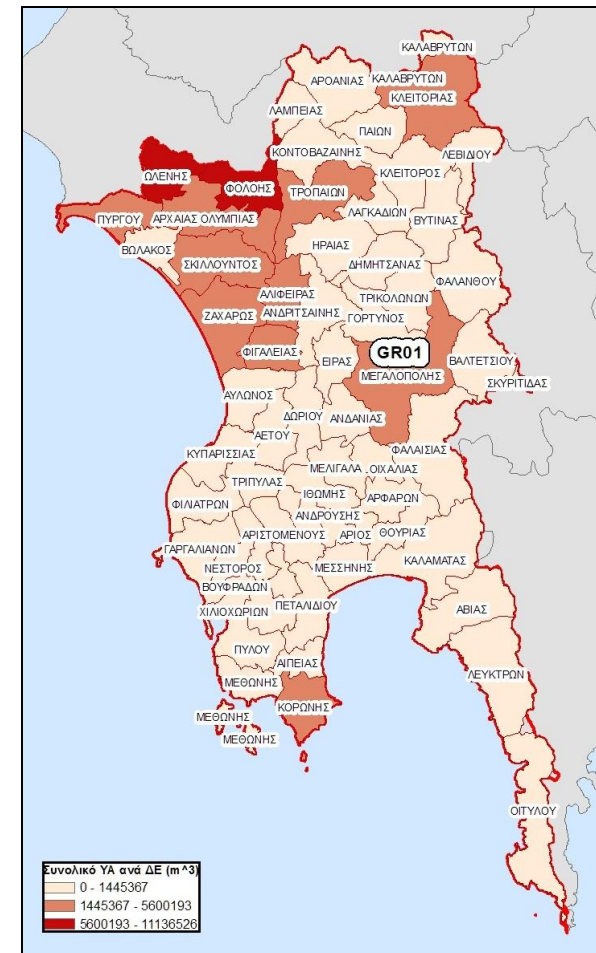 ΚΑΛΑΒΡΥΤΩΝ
ΑΡΟΑΝΙΑΣ
ΚΑΛΑΒΡΥΤΩΝ
ΚΛΕΙΤΟΡΙΑΣ
ΛΑΜΠΕΙΑΣ
ΠΑΙΩΝ
ΚΟΝΤΟΒΑΖΑΙΝΗΣ
ΛΕΒΙΔΙΟΥ
ΩΛΕΝΗΣ
ΚΛΕΙΤΟΡΟΣ
ΦΟΛΟΗΣ
ΤΡΟΠΑΙΩΝ
ΛΑΓΚΑΔΙΩΝ
ΠΥΡΓΟΥ
ΑΡΧΑΙΑΣ ΟΛΥΜΠΙΑΣ
ΒΥΤΙΝΑΣ
ΒΩΛΑΚΟΣ
ΗΡΑΙΑΣ
ΣΚΙΛΛΟΥΝΤΟΣ
ΔΗΜΗΤΣΑΝΑΣ
ΦΑΛΑΝΘΟΥ
ΑΛΙΦΕΙΡΑΣ
ΤΡΙΚΟΛΩΝΩΝ
ΖΑΧΑΡΩΣ
ΑΝΔΡΙΤΣΑΙΝΗΣ
ΓΟΡΤΥΝΟΣ
GR01
ΦΙΓΑΛΕΙΑΣ
ΕΙΡΑΣ
ΒΑΛΤΕΤΣΙΟΥ
ΜΕΓΑΛΟΠΟΛΗΣ
ΣΚΥΡΙΤΙΔΑΣ
ΑΥΛΩΝΟΣ
ΔΩΡΙΟΥ
ΑΝΔΑΝΙΑΣ
ΑΕΤΟΥ
ΦΑΛΑΙΣΙΑΣ
ΚΥΠΑΡΙΣΣΙΑΣ
ΜΕΛΙΓΑΛΑ
ΟΙΧΑΛΙΑΣ
ΤΡΙΠΥΛΑΣ
ΙΘΩΜΗΣ
ΑΡΦΑΡΩΝ
ΦΙΛΙΑΤΡΩΝ
ΑΝΔΡΟΥΣΗΣ
ΑΡΙΣΤΟΜΕΝΟΥΣ
ΑΡΙΟΣ
ΘΟΥΡΙΑΣ
ΓΑΡΓΑΛΙΑΝΩΝ
ΚΑΛΑΜΑΤΑΣ
ΝΕΣΤΟΡΟΣ
ΜΕΣΣΗΝΗΣ
ΒΟΥΦΡΑΔΩΝ
ΧΙΛΙΟΧΩΡΙΩΝ
ΠΕΤΑΛΙΔΙΟΥ
ΑΒΙΑΣ
ΠΥΛΟΥ
ΑΙΠΕΙΑΣ
ΛΕΥΚΤΡΩΝ
ΜΕΘΩΝΗΣ
ΚΟΡΩΝΗΣ
ΜΕΘΩΝΗΣ
ΜΕΘΩΝΗΣ
ΟΙΤΥΛΟΥ
Συνολικό ΥΑ ανά ΔΕ (m^3)
0 - 1445367
1445367 - 5600193
5600193 - 11136526